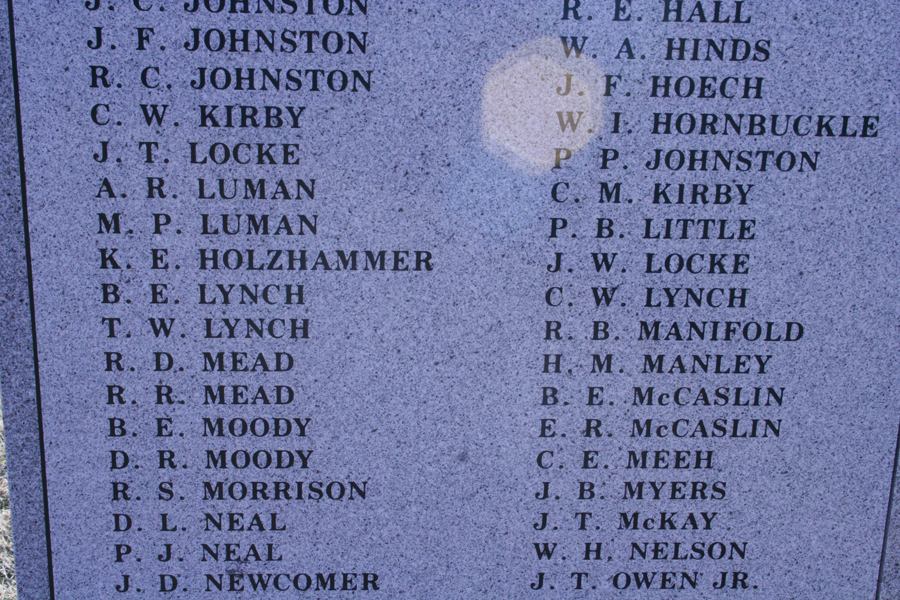 J. C. JOHNSTON
J. F. JOHNSTON
R. C. JOHNSTON
C. W. KIRBY
J. T. LOCKE
A. R. LUMAN
M. P. LUMAN
K. E. HOLZHAMMER
B. E. LYNCH
T. W. LYNCH
R. D. MEAD
R. R. MEAD
B. E. MOODY
D. R. MOODY
R. S. MORRISON
D. L. NEAL
P. J. NEAL
J. D. NEWCOMER
R. E. HALL
W. A. HINDS
J. F. HOECH
W. I. HORNBUCKLE
P. P. JOHNSTON
C. M. KIRBY
P. B. LITTLE
J. W. LOCKE
C. W. LYNCH
R. B. MANIFOLD
H. M. MANLEY
B. E. McCASLIN
E. R. McCASLIN
C. E. MEEH
J. B. MYERS
J. T. McKAY
W. H. NELSON
J. T. OWEN JR.